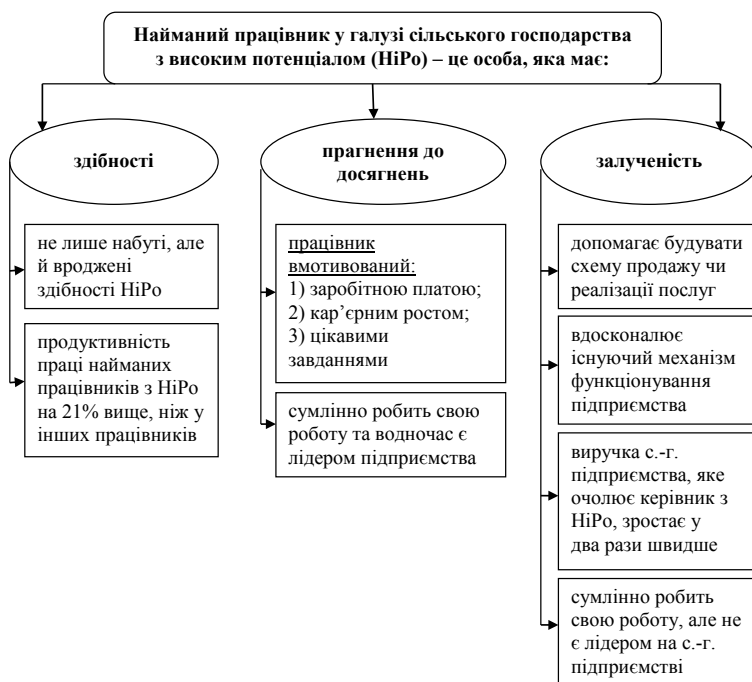 Найманий працівник у галузі сільського господарства
з високим потенціалом (HiPo) – це особа, яка має:
здібності
не лише набуті, але
й вроджені
здібності HiPo
продуктивність
праці найманих
працівників з HiPo
на 21% вище, ніж у
інших працівників
прагнення до
досягнень
працівник
вмотивований:
1) заробітною платою;
2) кар’єрним ростом;
3) цікавими
завданнями
сумлінно робить свою
роботу та водночас є
лідером підприємства
залученість
допомагає будувати
схему продажу чи
реалізації послуг
вдосконалює
існуючий механізм
функціонування
підприємства
виручка с.-г.
підприємства, яке
очолює керівник з
HiPo, зростає у
два рази швидше
сумлінно робить
свою роботу, але не
є лідером на с.-г.
підприємстві